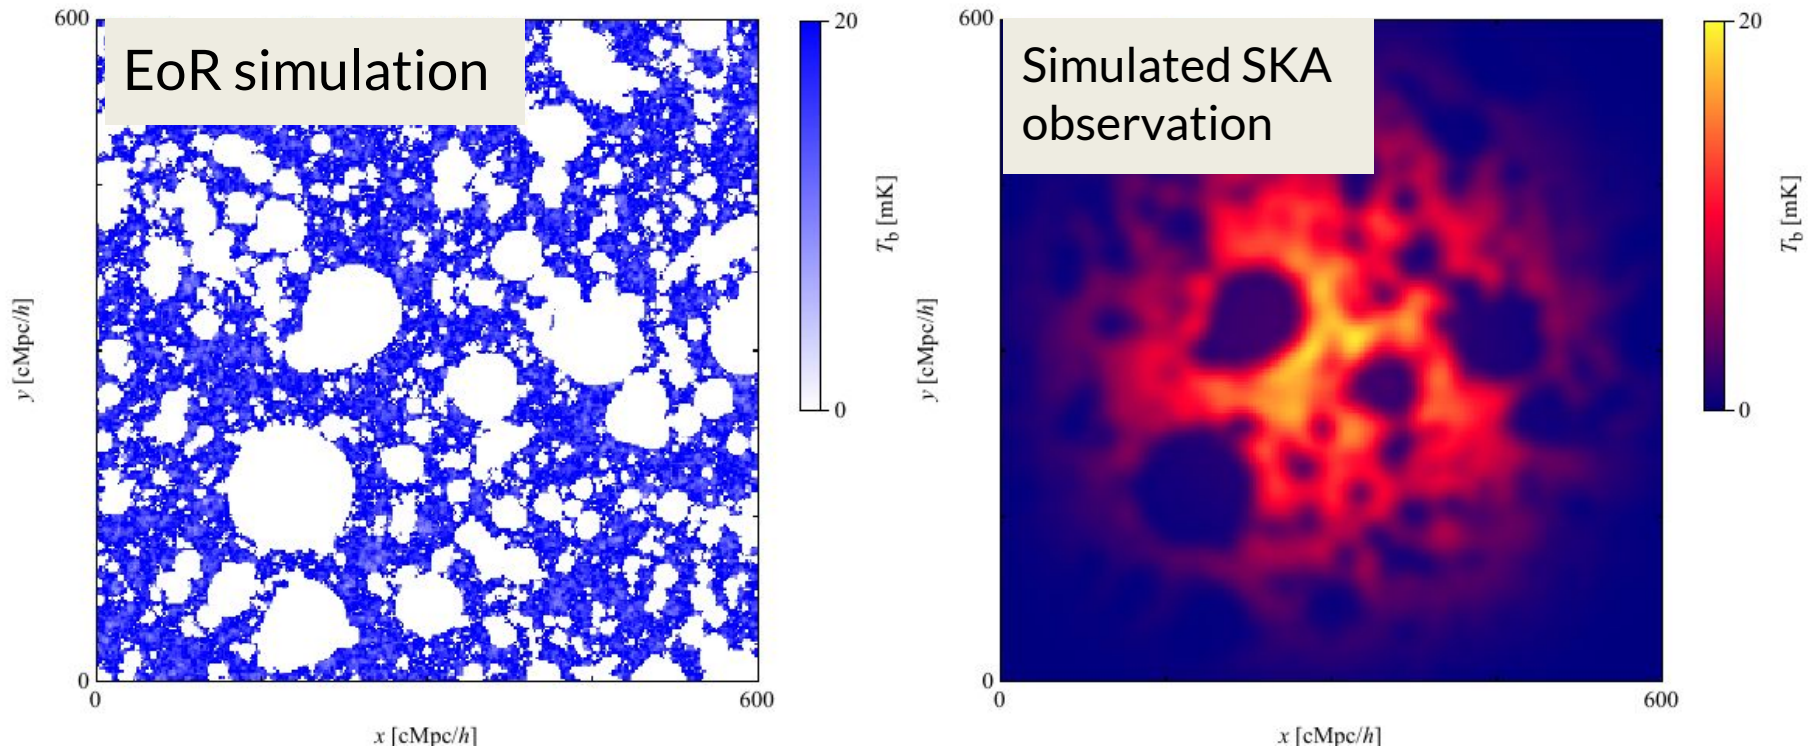 EoR simulation
600
0
0
600
x [cMpc/h]
y [cMpc/h]
20
0
T_b [mK]
Simulated SKA
observation
600
0
0
600
x [cMpc/h]
y [cMpc/h]
20
0
T_b [mK]